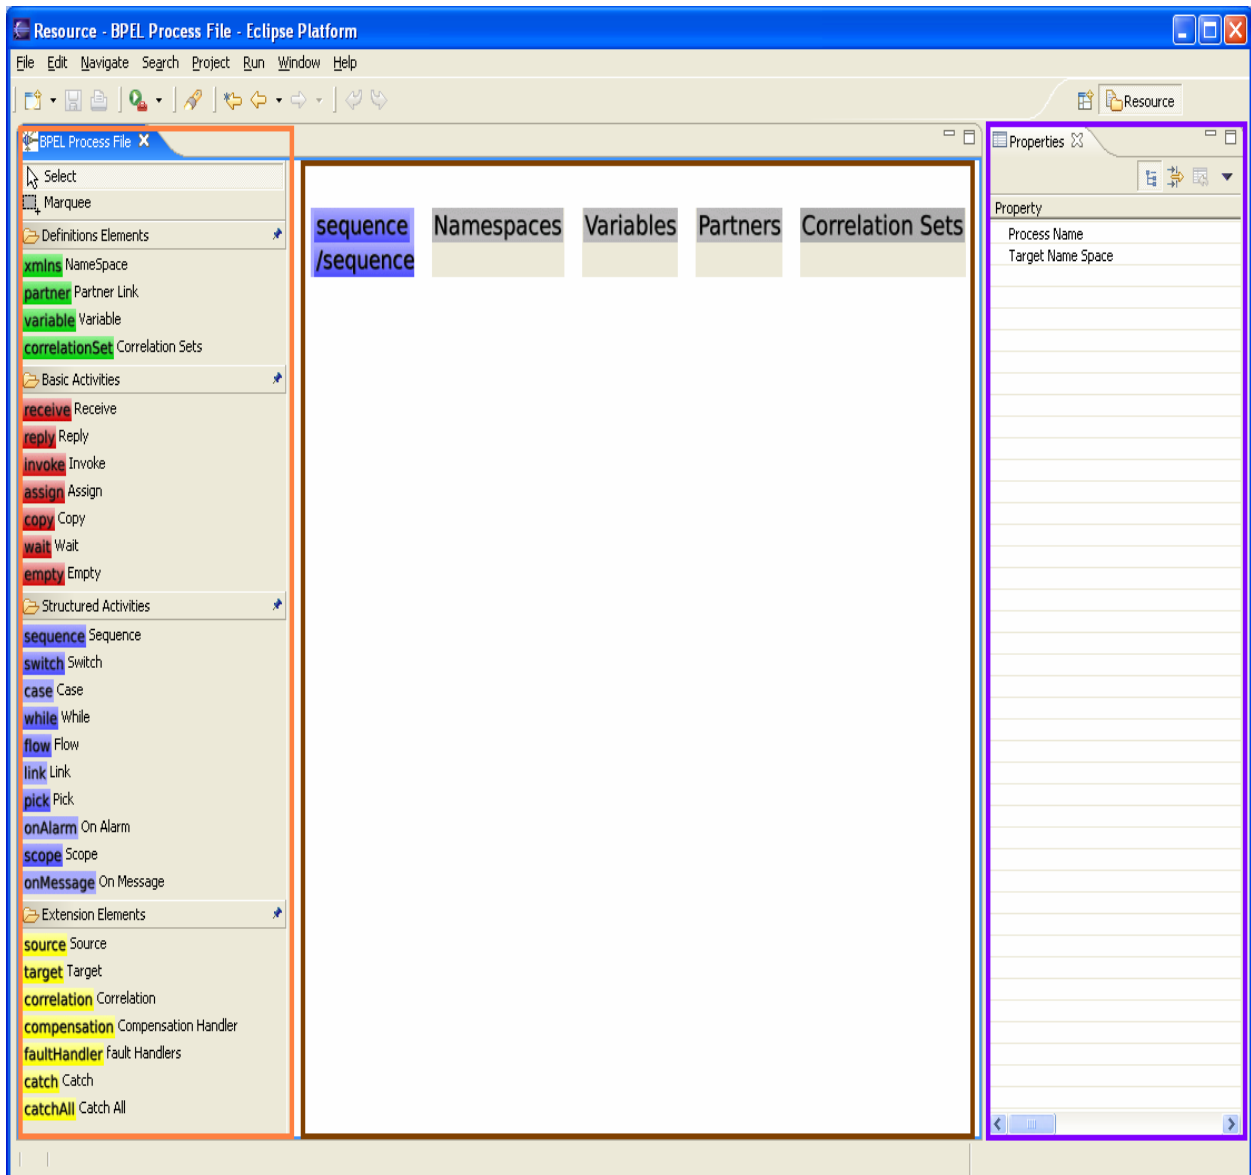 Resource - BPEL Process File - Eclipse Platform
File Edit Navigate Search Project Run Window Help
Resource
BPEL Process File
Select
Marquee
Definitions Elements
xmlns NameSpace
partner Partner Link
variable Variable
correlationSet Correlation Sets
Basic Activities
receive Receive
reply Reply
invoke Invoke
assign Assign
copy Copy
wait Wait
empty Empty
Structured Activities
sequence Sequence
switch Switch
case Case
while While
flow Flow
link Link
pick Pick
onAlarm On Alarm
scope Scope
onMessage On Message
Extension Elements
source Source
target Target
correlation Correlation
compensation Compensation Handler
faultHandler fault Handlers
catch Catch
catchAll Catch All
sequence Namespaces Variables Partners Correlation Sets
/sequence
Properties
Property
Process Name
Target Name Space